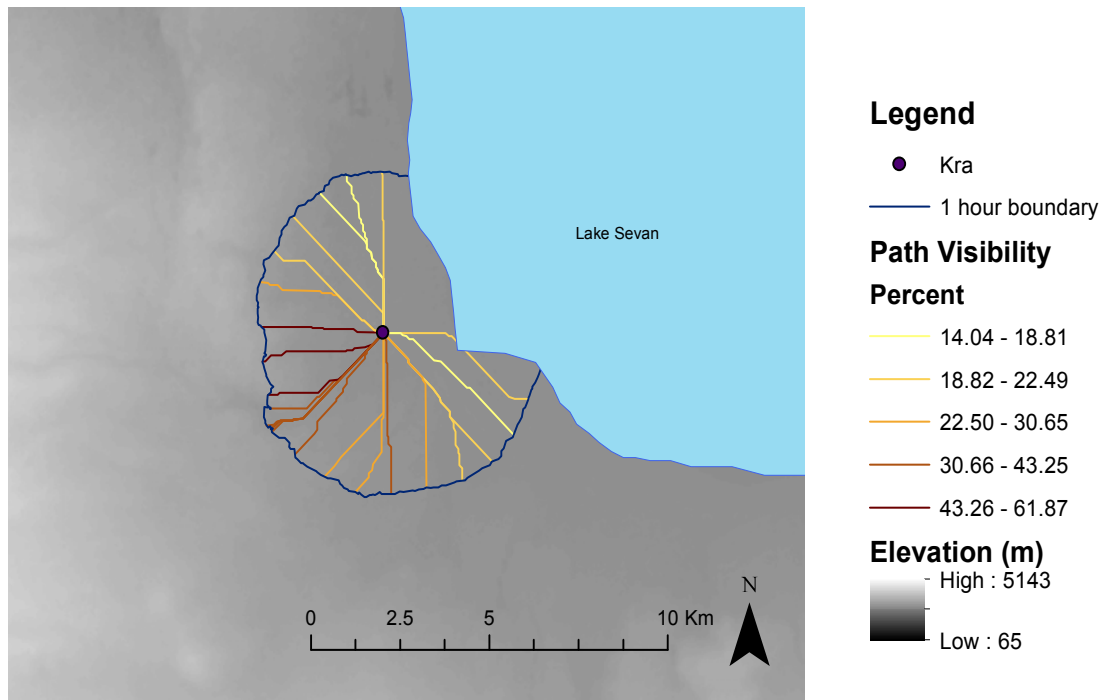 Lake Sevan
0 2.5 5 10 Km
N
Legend
Kra
1 hour boundary
Path Visibility
Percent
14.04 - 18.81
18.82 - 22.49
22.50 - 30.65
30.66 - 43.25
43.26 - 61.87
Elevation (m)
High : 5143
Low : 65